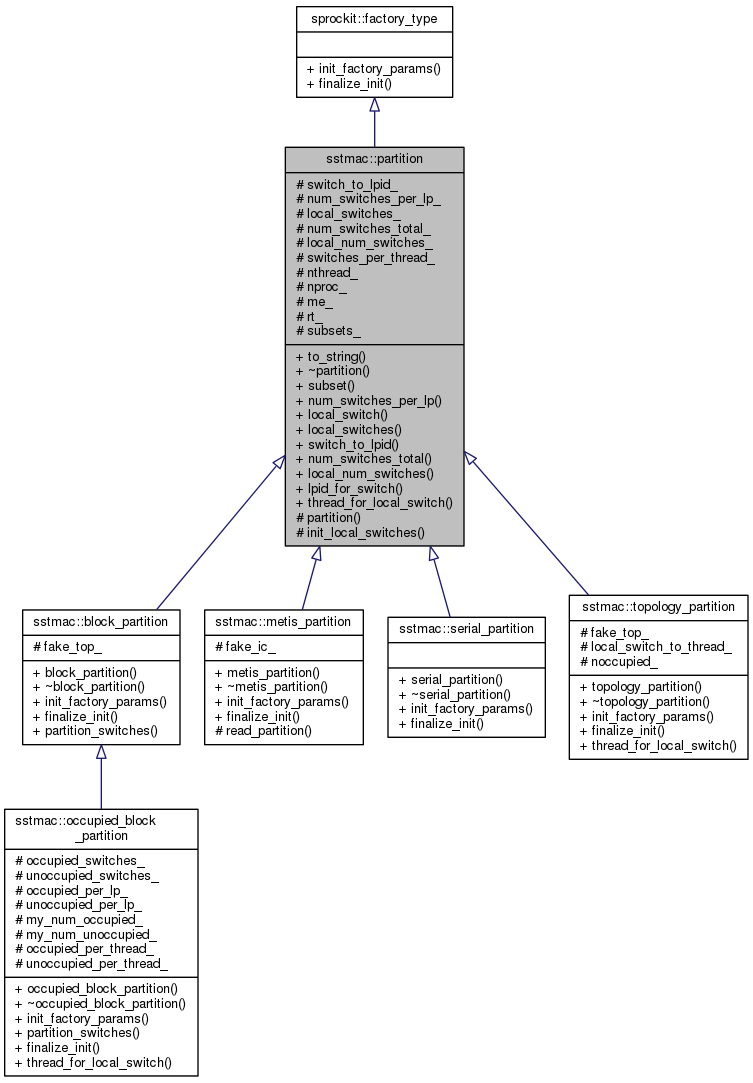 sprockit::factory_type
+ init_factory_params()
+ finalize_init()
sstmac::partition
# switch_to_lpid_
# num_switches_per_lp_
# local_switches_
# num_switches_total_
# local_num_switches_
# switches_per_thread_
# nthread_
# nproc_
# me_
# rt_
# subsets_
+ to_string()
+ ~partition()
+ subset()
+ num_switches_per_lp()
+ local_switch()
+ local_switches()
+ switch_to_lpid()
+ num_switches_total()
+ local_num_switches()
+ lpid_for_switch()
+ thread_for_local_switch()
# partition()
# init_local_switches()
sstmac::block_partition
# fake_top_
+ block_partition()
+ ~block_partition()
+ init_factory_params()
+ finalize_init()
+ partition_switches()
sstmac::metis_partition
# fake_ic_
+ metis_partition()
+ ~metis_partition()
+ init_factory_params()
+ finalize_init()
# read_partition()
sstmac::serial_partition
+ serial_partition()
+ ~serial_partition()
+ init_factory_params()
+ finalize_init()
sstmac::topology_partition
# fake_top_
# local_switch_to_thread_
# noccupied_
+ topology_partition()
+ ~topology_partition()
+ init_factory_params()
+ finalize_init()
+ thread_for_local_switch()
sstmac::occupied_block
_partition
# occupied_switches_
# unoccupied_switches_
# occupied_per_lp_
# unoccupied_per_lp_
# my_num_occupied_
# my_num_unoccupied_
# occupied_per_thread_
# unoccupied_per_thread_
+ occupied_block_partition()
+ ~occupied_block_partition()
+ init_factory_params()
+ partition_switches()
+ finalize_init()
+ thread_for_local_switch()